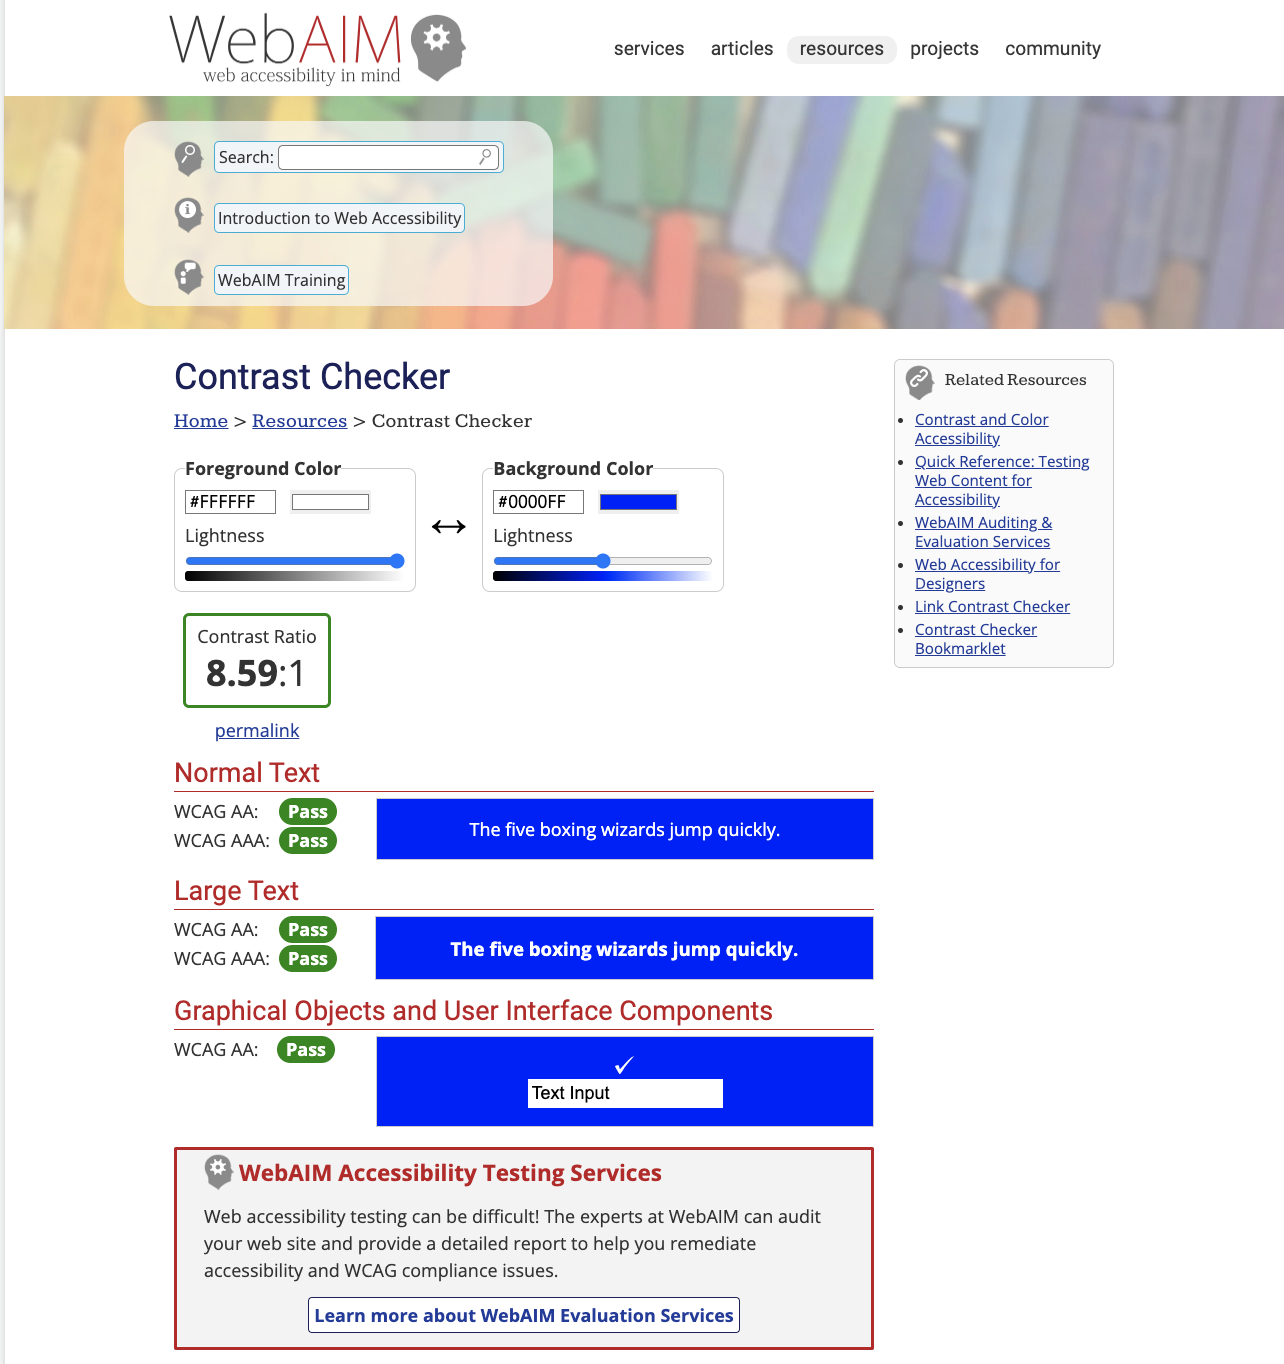 WebAIM
web accessibility in mind
services articles resources projects community
Search:
Introduction to Web Accessibility
WebAIM Training
Contrast Checker
Home > Resources > Contrast Checker
Foreground Color
#FFFFFF
Lightness
Background Color
#0000FF
Lightness
Contrast Ratio
8.59:1
permalink
Normal Text
WCAG AA: Pass
WCAG AAA: Pass
The five boxing wizards jump quickly.
Large Text
WCAG AA: Pass
WCAG AAA: Pass
The five boxing wizards jump quickly.
Graphical Objects and User Interface Components
WCAG AA: Pass
✓
Text Input
WebAIM Accessibility Testing Services
Web accessibility testing can be difficult! The experts at WebAIM can audit
your web site and provide a detailed report to help you remediate
accessibility and WCAG compliance issues.
Learn more about WebAIM Evaluation Services
Related Resources
• Contrast and Color
Accessibility
• Quick Reference: Testing
Web Content for
Accessibility
• WebAIM Auditing &
Evaluation Services
• Web Accessibility for
Designers
• Link Contrast Checker
• Contrast Checker
Bookmarklet